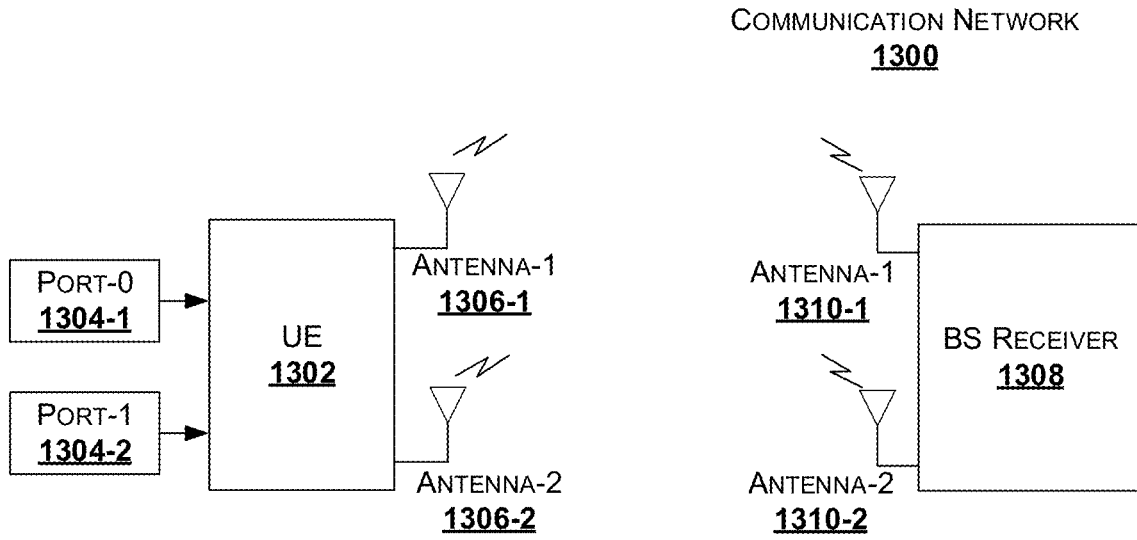 COMMUNICATION NETWORK
1300
PORT-0
1304-1
PORT-1
1304-2
UE
1302
ANTENNA-1
1306-1
ANTENNA-2
1306-2
ANTENNA-1
1310-1
ANTENNA-2
1310-2
BS RECEIVER
1308